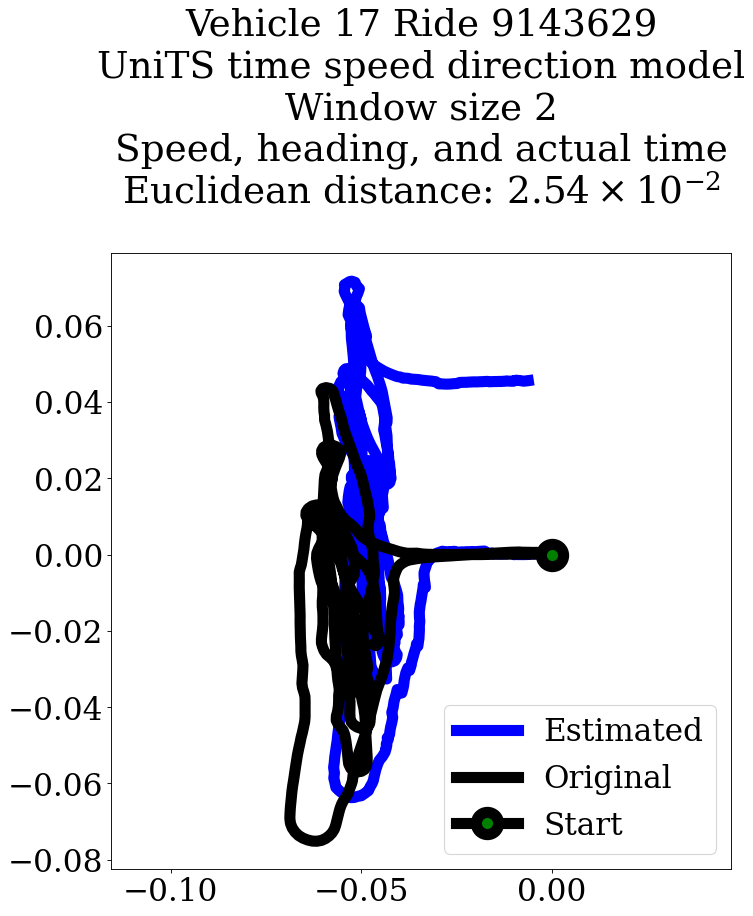 Vehicle 17 Ride 9143629
UniTS time speed direction model
Window size 2
Speed, heading, and actual time
Euclidean distance: 2.54 × 10⁻²
0.06
0.04
0.02
0.00
−0.02
−0.04
−0.06
−0.08
Estimated
Original
Start
−0.10
−0.05
0.00